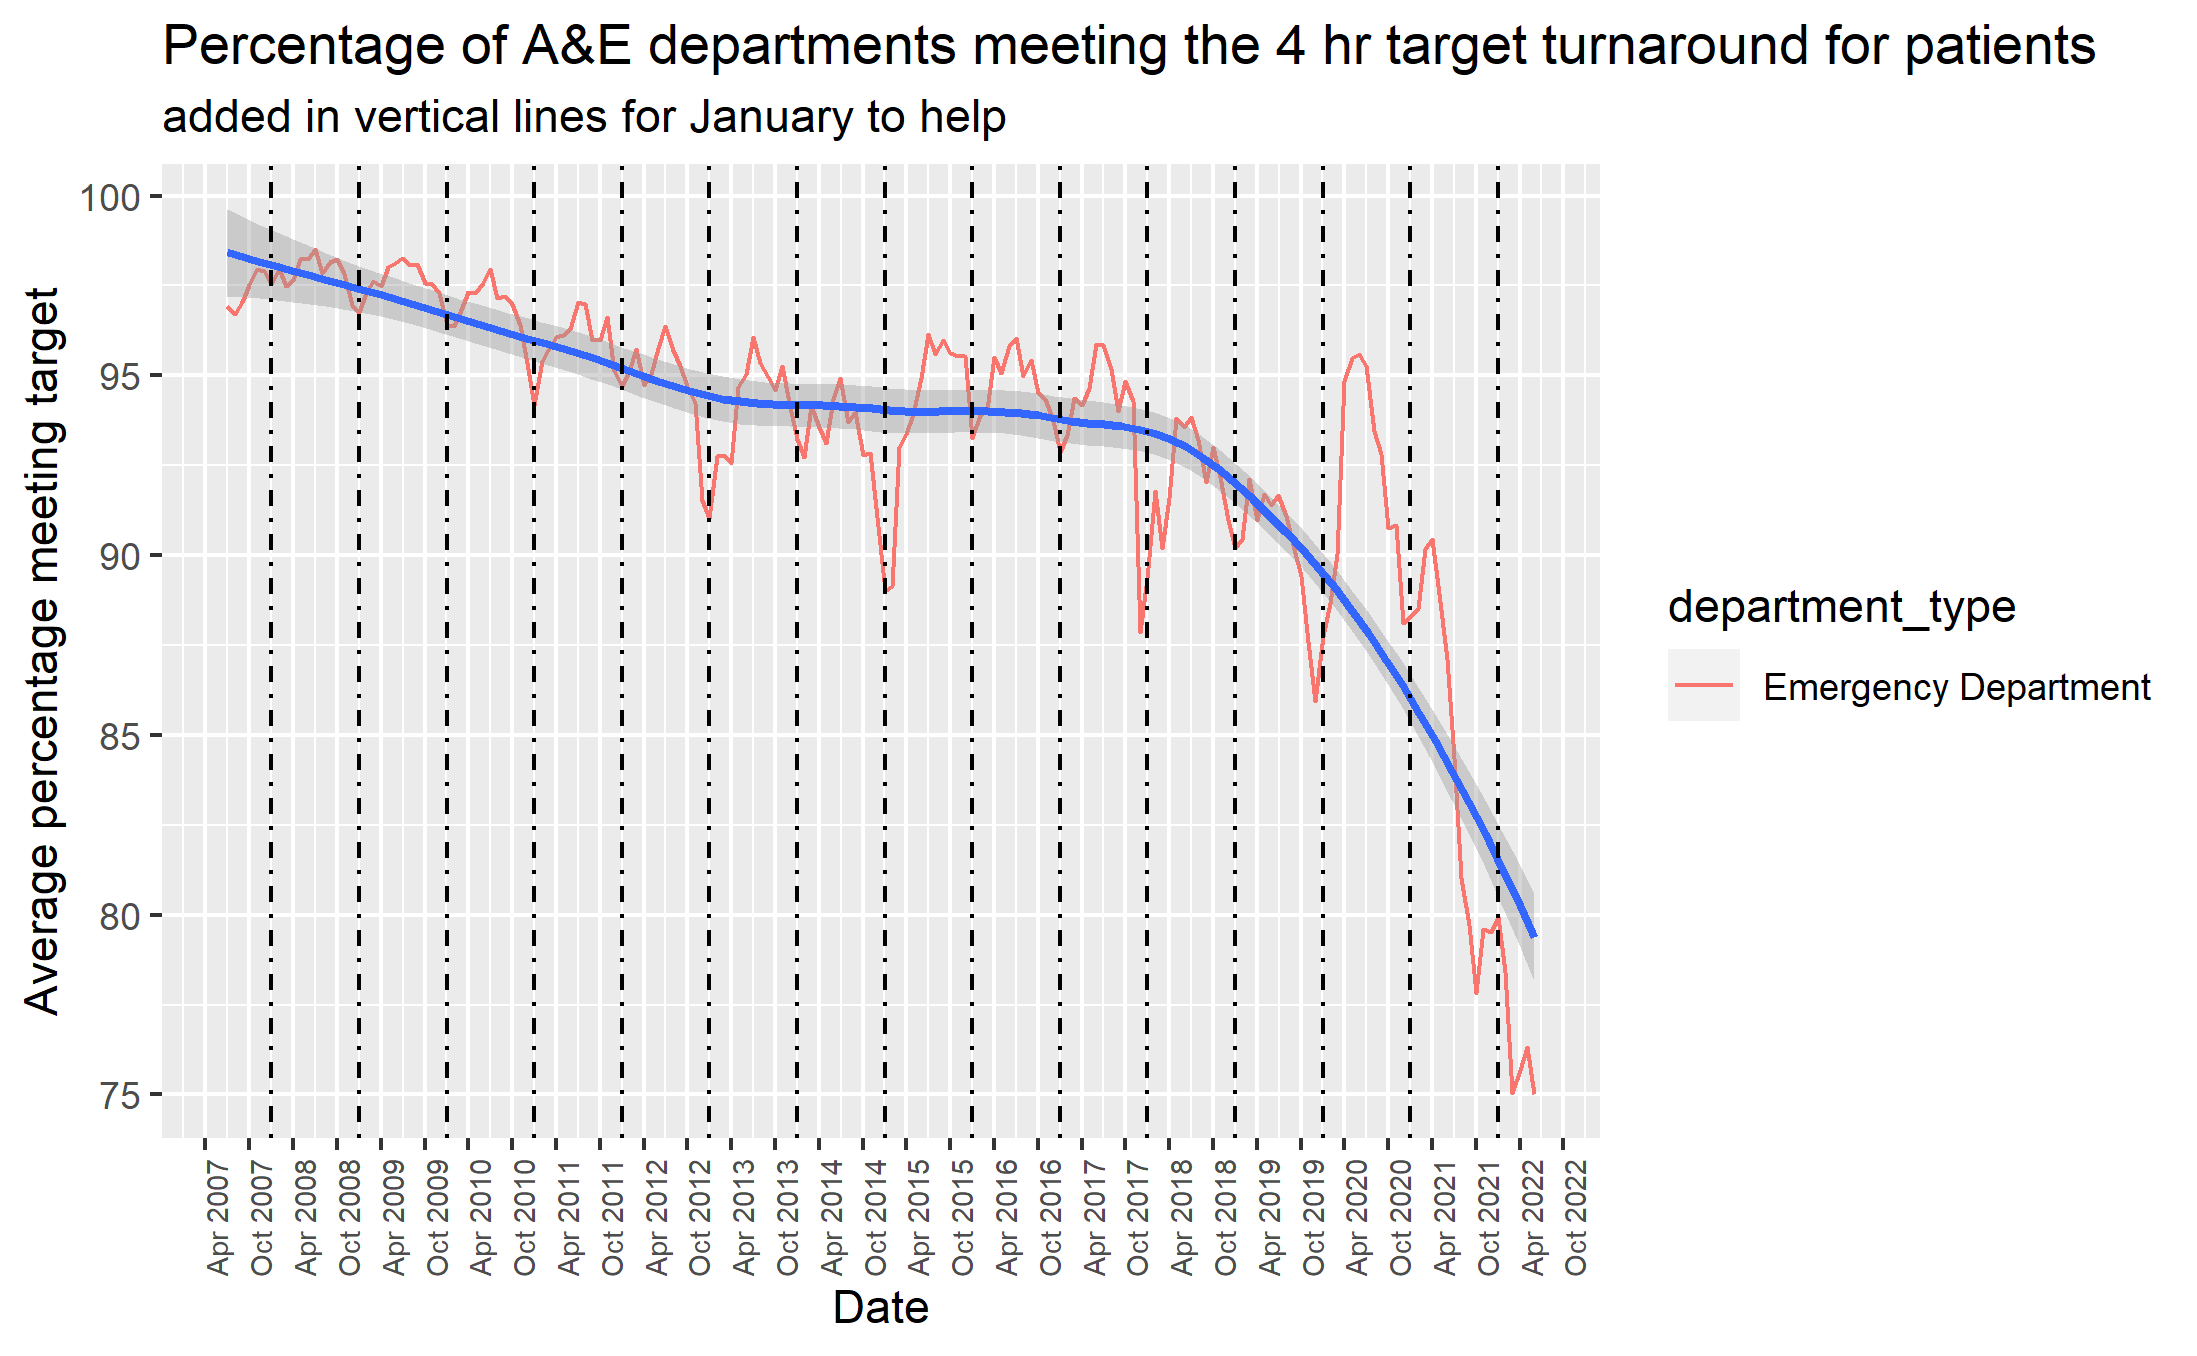 Percentage of A&E departments meeting the 4 hr target turnaround for patients
added in vertical lines for January to help
Average percentage meeting target
100
95
90
85
80
75
Apr 2007
Oct 2007
Apr 2008
Oct 2008
Apr 2009
Oct 2009
Apr 2010
Oct 2010
Apr 2011
Oct 2011
Apr 2012
Oct 2012
Apr 2013
Oct 2013
Apr 2014
Oct 2014
Apr 2015
Oct 2015
Apr 2016
Oct 2016
Apr 2017
Oct 2017
Apr 2018
Oct 2018
Apr 2019
Oct 2019
Apr 2020
Oct 2020
Apr 2021
Oct 2021
Apr 2022
Oct 2022
Date
department_type
Emergency Department